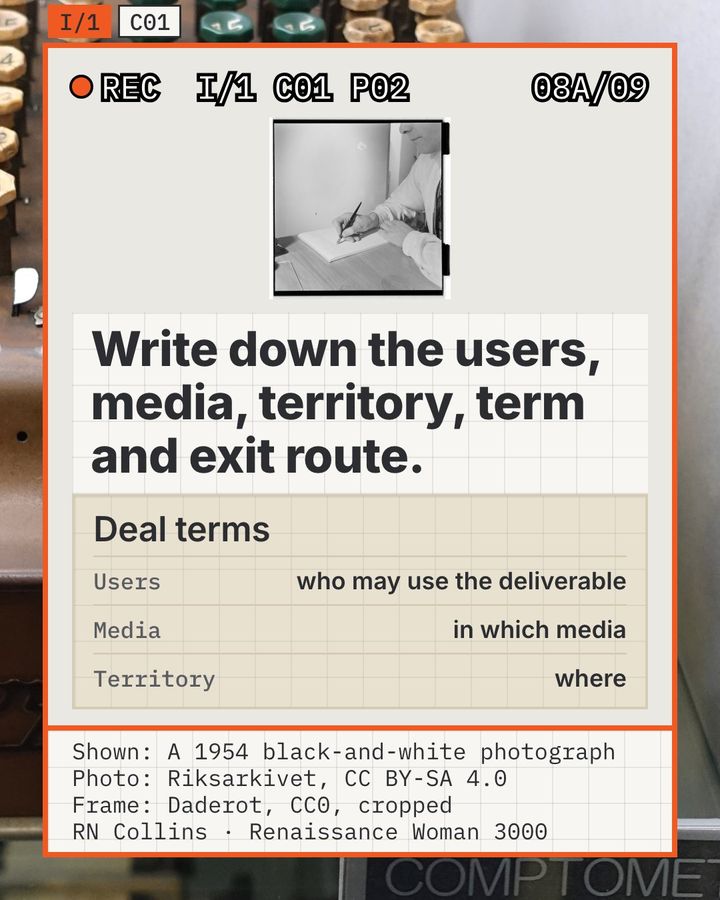 I/1 C01
REC I/1 C01 P02 08A/09
Write down the users,
media, territory, term
and exit route.
Deal terms
Users who may use the deliverable
Media in which media
Territory where
Shown: A 1954 black-and-white photograph
Photo: Riksarkivet, CC BY-SA 4.0
Frame: Daderot, CC0, cropped
RN Collins · Renaissance Woman 3000